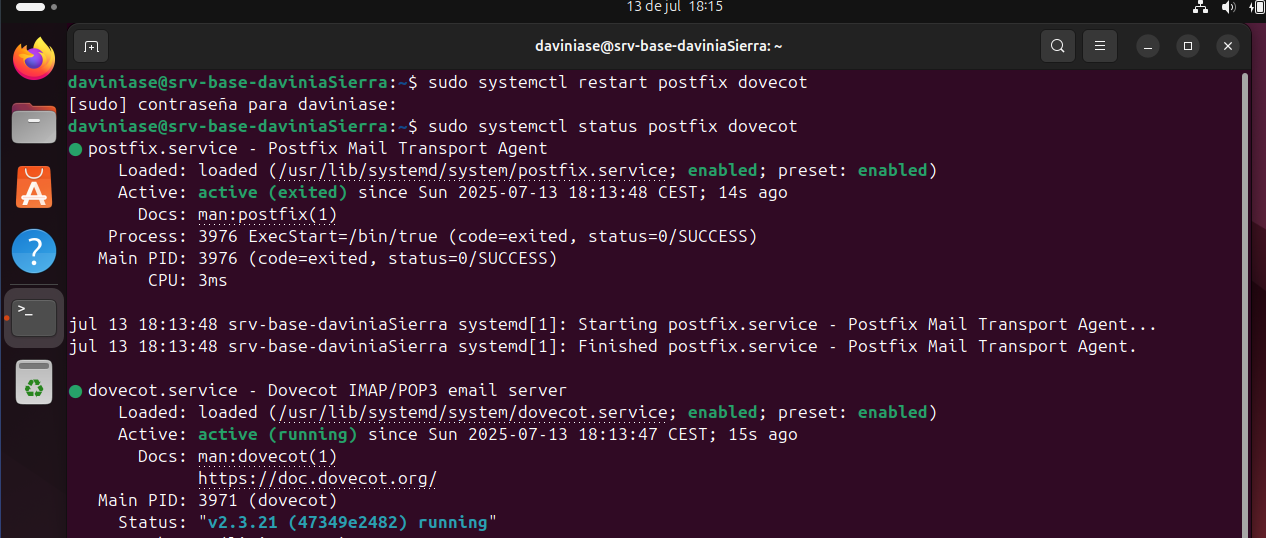 13 de jul 18:15
daviniase@srv-base-daviniaSierra: ~
daviniase@srv-base-daviniaSierra:~$ sudo systemctl restart postfix dovecot
[sudo] contraseña para daviniase:
daviniase@srv-base-daviniaSierra:~$ sudo systemctl status postfix dovecot
● postfix.service - Postfix Mail Transport Agent
Loaded: loaded (/usr/lib/systemd/system/postfix.service; enabled; preset: enabled)
Active: active (exited) since Sun 2025-07-13 18:13:48 CEST; 14s ago
Docs: man:postfix(1)
Process: 3976 ExecStart=/bin/true (code=exited, status=0/SUCCESS)
Main PID: 3976 (code=exited, status=0/SUCCESS)
CPU: 3ms
jul 13 18:13:48 srv-base-daviniaSierra systemd[1]: Starting postfix.service - Postfix Mail Transport Agent...
jul 13 18:13:48 srv-base-daviniaSierra systemd[1]: Finished postfix.service - Postfix Mail Transport Agent.
● dovecot.service - Dovecot IMAP/POP3 email server
Loaded: loaded (/usr/lib/systemd/system/dovecot.service; enabled; preset: enabled)
Active: active (running) since Sun 2025-07-13 18:13:47 CEST; 15s ago
Docs: man:dovecot(1)
https://doc.dovecot.org/
Main PID: 3971 (dovecot)
Status: "v2.3.21 (47349e2482) running"